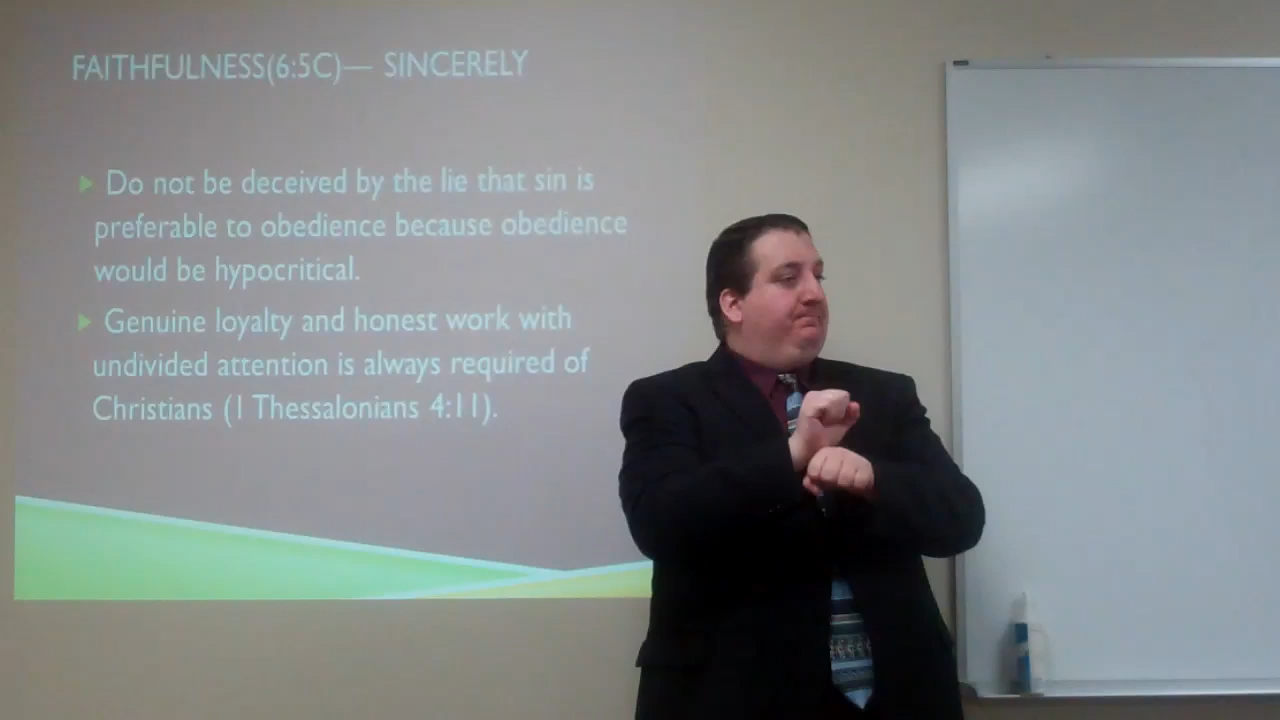 FAITHFULNESS(6:5C)— SINCERELY
Do not be deceived by the lie that sin is
preferable to obedience because obedience
would be hypocritical.
Genuine loyalty and honest work with
undivided attention is always required of
Christians (1 Thessalonians 4:11).